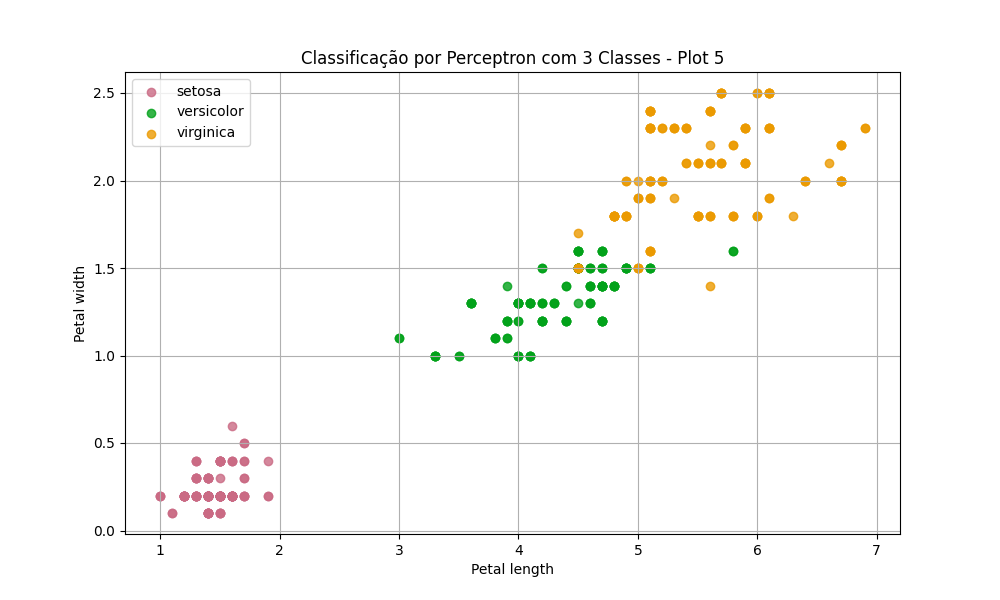 Classificação por Perceptron com 3 Classes - Plot 5
setosa
versicolor
virginica
Petal width
2.5
2.0
1.5
1.0
0.5
0.0
1 2 3 4 5 6 7
Petal length